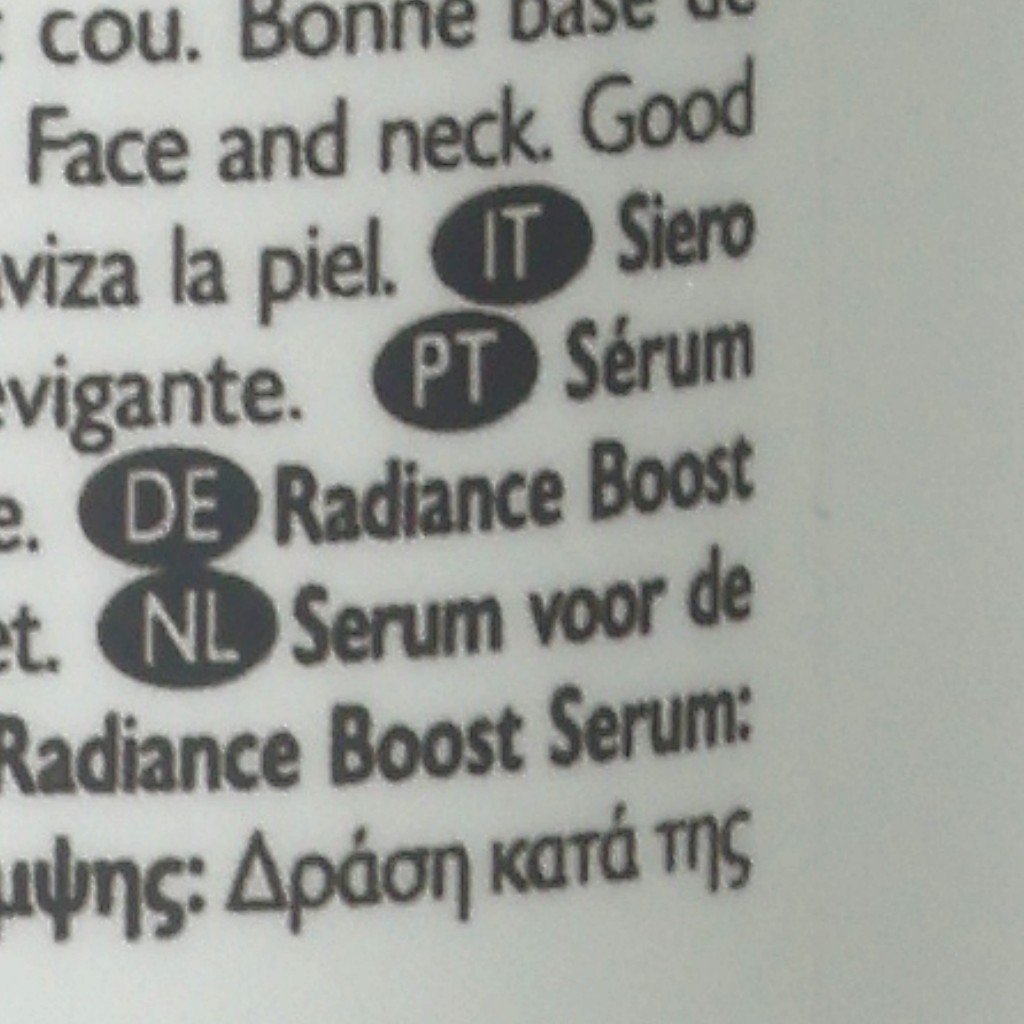 cou. Bonne base de
Face and neck. Good
viza la piel. IT Siero
evigante. PT Sérum
e. DE Radiance Boost
et. NL Serum voor de
Radiance Boost Serum:
μψης: Δράση κατά της